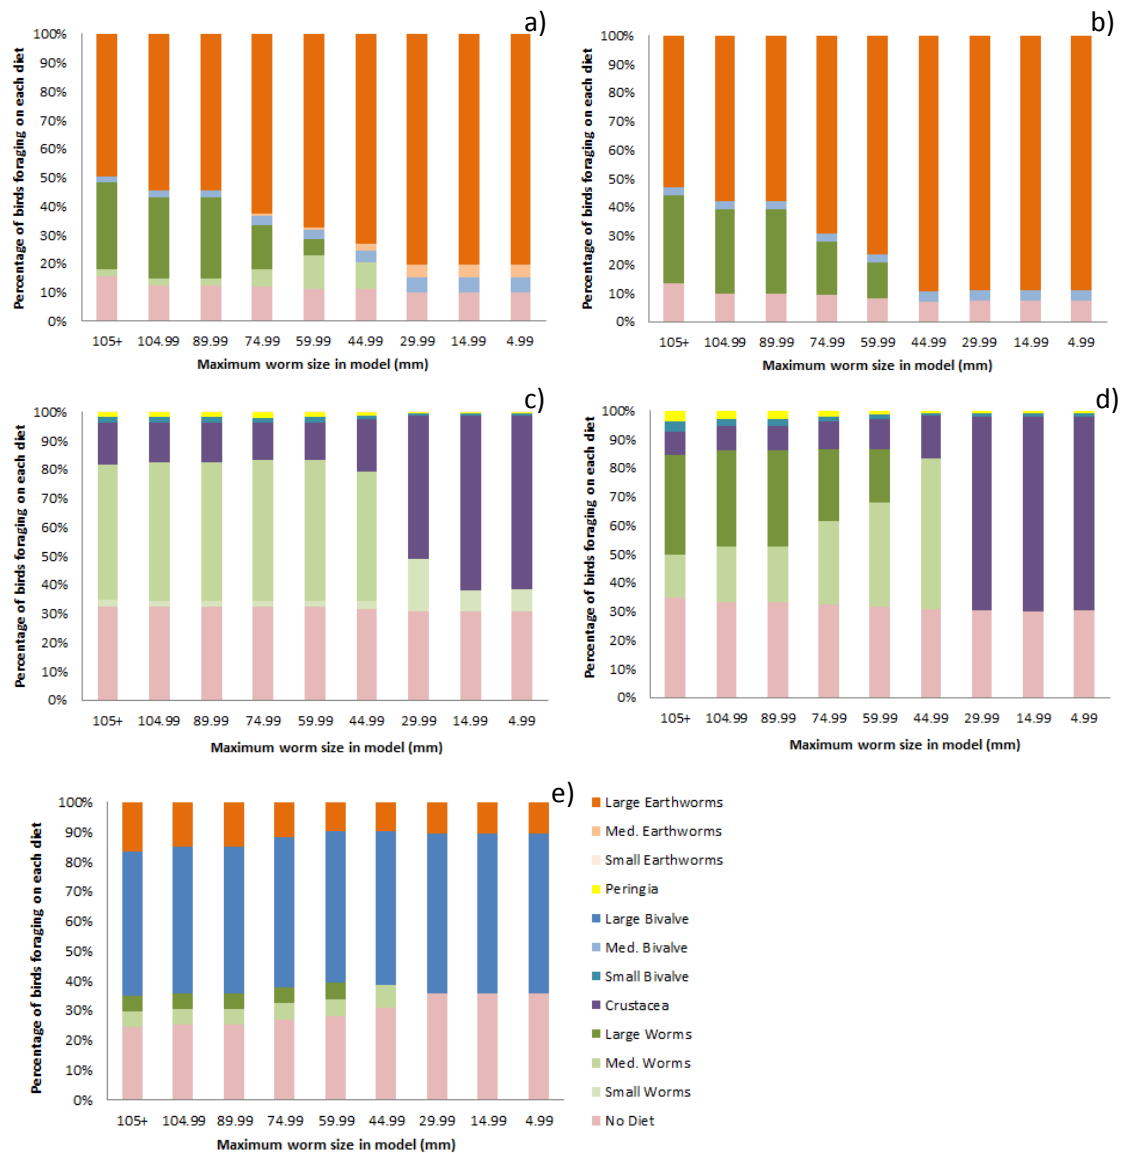 a)
Percentage of birds foraging on each diet
100%
90%
80%
70%
60%
50%
40%
30%
20%
10%
0%
105+ 104.99 89.99 74.99 59.99 44.99 29.99 14.99 4.99
Maximum worm size in model (mm)
b)
Percentage of birds foraging on each diet
100%
90%
80%
70%
60%
50%
40%
30%
20%
10%
0%
105+ 104.99 89.99 74.99 59.99 44.99 29.99 14.99 4.99
Maximum worm size in model (mm)
c)
Percentage of birds foraging on each diet
100%
90%
80%
70%
60%
50%
40%
30%
20%
10%
0%
105+ 104.99 89.99 74.99 59.99 44.99 29.99 14.99 4.99
Maximum worm size in model (mm)
d)
Percentage of birds foraging on each diet
100%
90%
80%
70%
60%
50%
40%
30%
20%
10%
0%
105+ 104.99 89.99 74.99 59.99 44.99 29.99 14.99 4.99
Maximum worm size in model (mm)
e)
Percentage of birds foraging on each diet
100%
90%
80%
70%
60%
50%
40%
30%
20%
10%
0%
105+ 104.99 89.99 74.99 59.99 44.99 29.99 14.99 4.99
Maximum worm size in model (mm)
Large Earthworms
Med. Earthworms
Small Earthworms
Peringia
Large Bivalve
Med. Bivalve
Small Bivalve
Crustacea
Large Worms
Med. Worms
Small Worms
No Diet